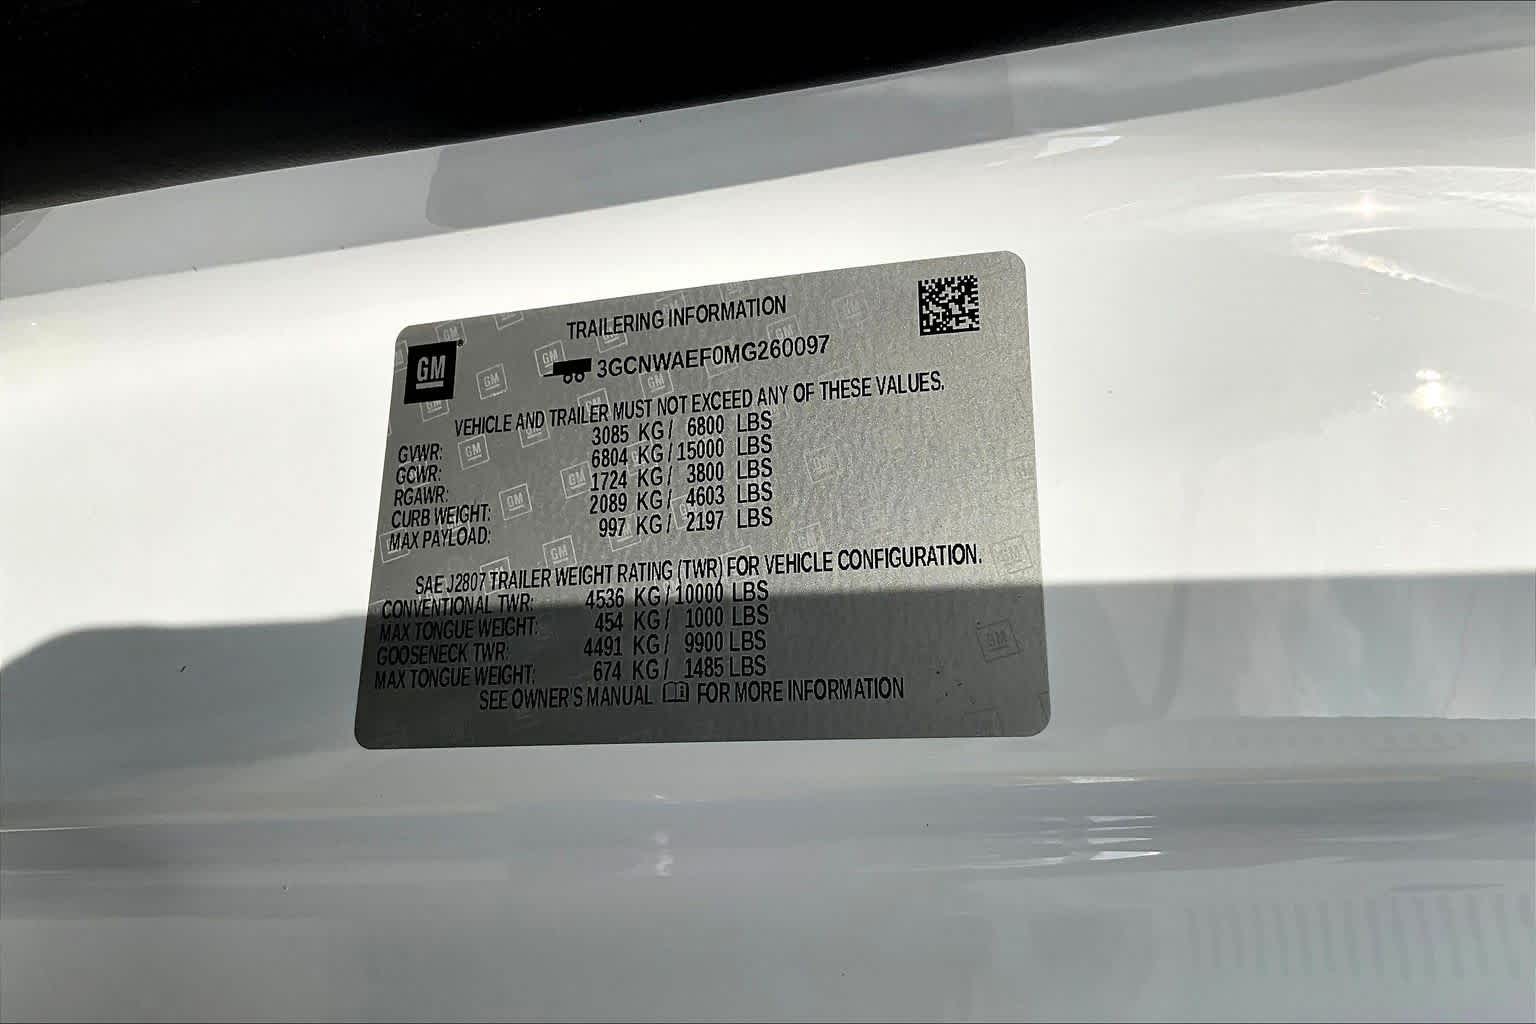 TRAILERING INFORMATION
GM
3GCNWAEF0MG260097
VEHICLE AND TRAILER MUST NOT EXCEED ANY OF THESE VALUES.
GVWR: 3085 KG / 6800 LBS
GCWR: 6804 KG / 15000 LBS
RGAWR: 1724 KG / 3800 LBS
CURB WEIGHT: 2089 KG / 4603 LBS
MAX PAYLOAD: 997 KG / 2197 LBS
SAE J2807 TRAILER WEIGHT RATING (TWR) FOR VEHICLE CONFIGURATION.
CONVENTIONAL TWR: 4536 KG / 10000 LBS
MAX TONGUE WEIGHT: 454 KG / 1000 LBS
GOOSENECK TWR: 4491 KG / 9900 LBS
MAX TONGUE WEIGHT: 674 KG / 1485 LBS
SEE OWNER'S MANUAL FOR MORE INFORMATION